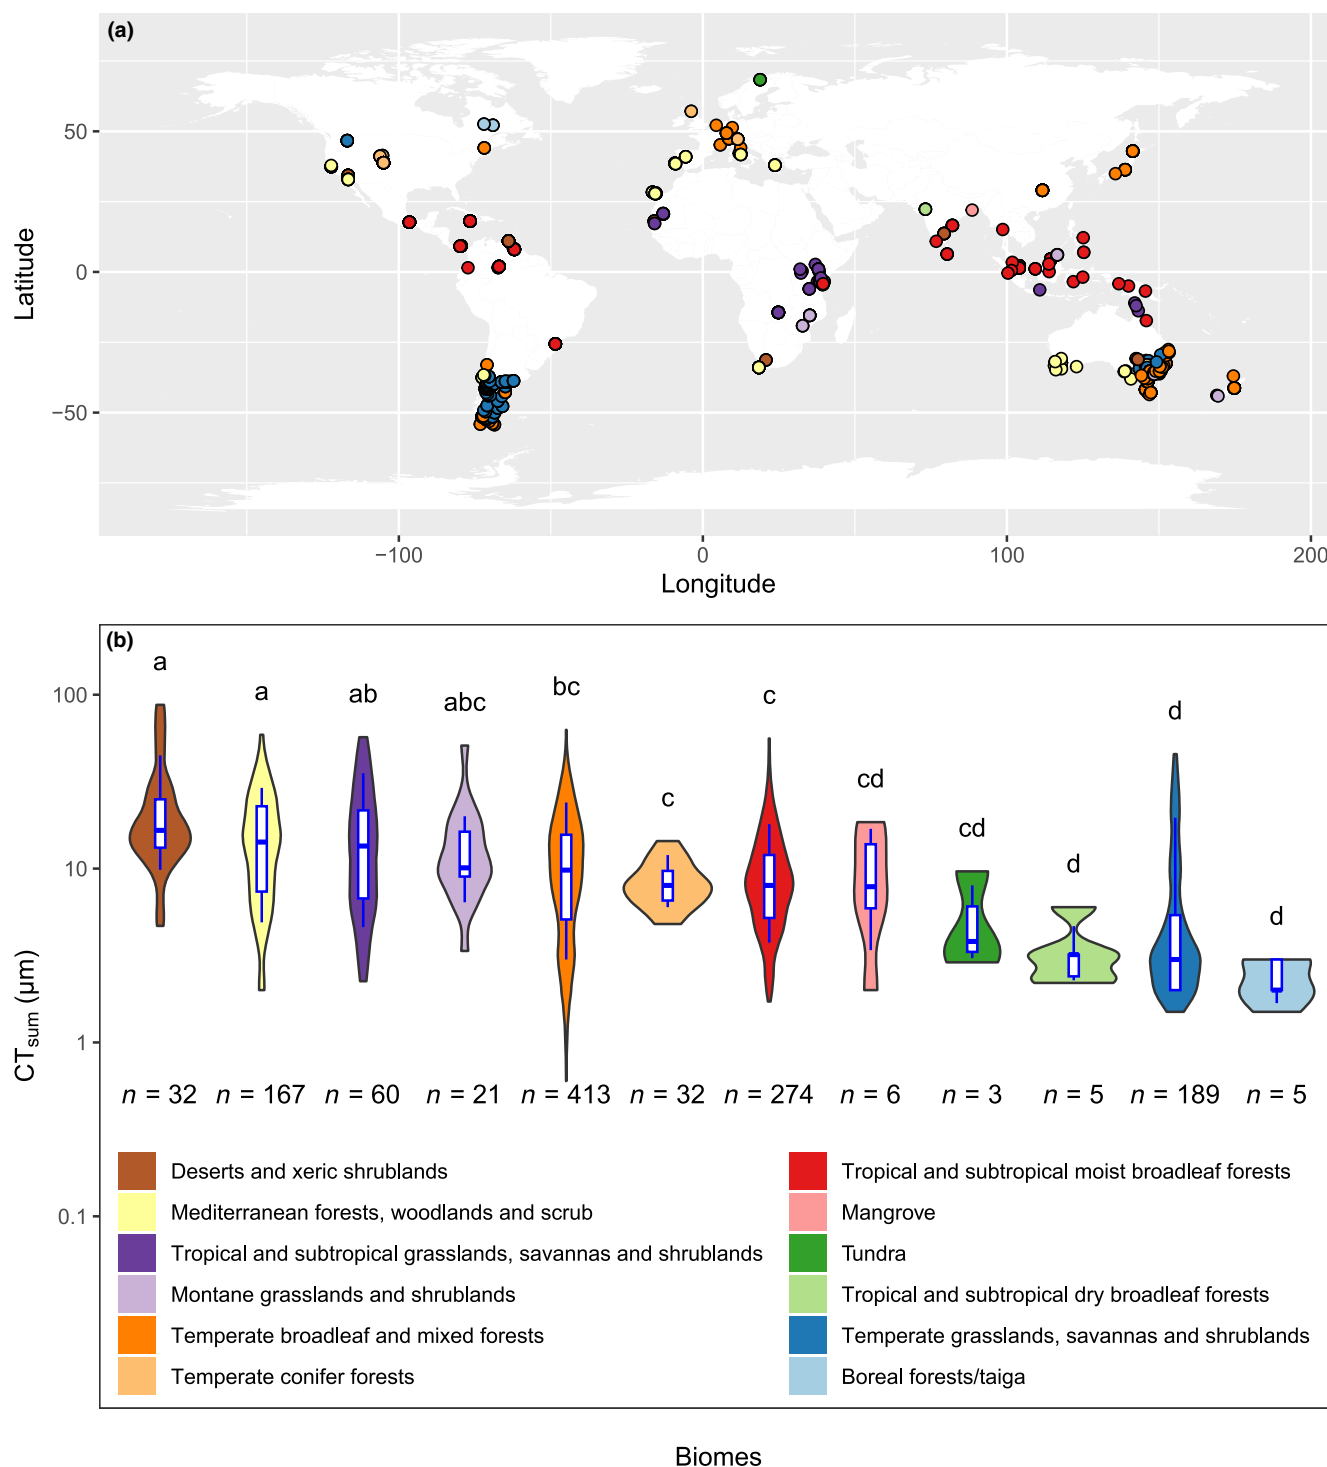 (a)
50
0
−50
Latitude
−100
0
100
200
Longitude
(b)
a
a
ab
abc
bc
c
c
cd
cd
d
d
d
100
10
1
0.1
CTsum (μm)
n = 32
n = 167
n = 60
n = 21
n = 413
n = 32
n = 274
n = 6
n = 3
n = 5
n = 189
n = 5
Deserts and xeric shrublands
Mediterranean forests, woodlands and scrub
Tropical and subtropical grasslands, savannas and shrublands
Montane grasslands and shrublands
Temperate broadleaf and mixed forests
Temperate conifer forests
Tropical and subtropical moist broadleaf forests
Mangrove
Tundra
Tropical and subtropical dry broadleaf forests
Temperate grasslands, savannas and shrublands
Boreal forests/taiga
Biomes